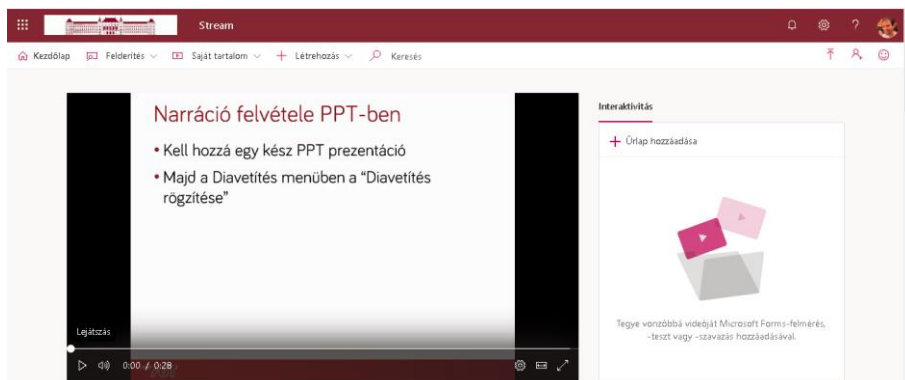 Stream
?
Kezdőlap Felderítés Saját tartalom Létrehozás Keresés
Narráció felvétele PPT-ben
• Kell hozzá egy kész PPT prezentáció
• Majd a Diavetítés menüben a "Diavetítés
rögzítése"
Lejátszás
0:00 / 0:28
Interaktivitás
Űrlap hozzáadása
Tegye vonzóbbá videóját Microsoft Forms-felmérés,
-teszt vagy -szavazás hozzáadásával.